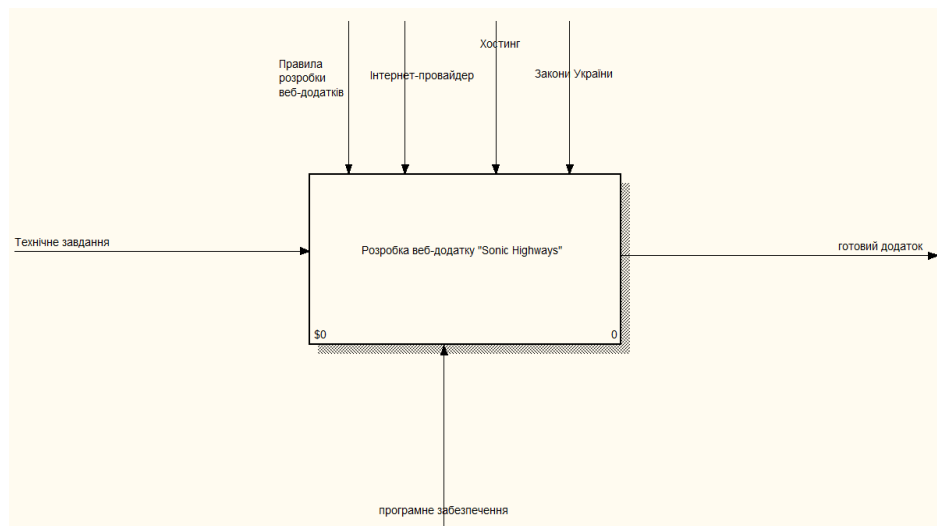 Хостинг
Правила
розробки
веб-додатків
Інтернет-провайдер
Закони України
Технічне завдання
Розробка веб-додатку "Sonic Highways"
готовий додаток
$0
0
програмне забезпечення